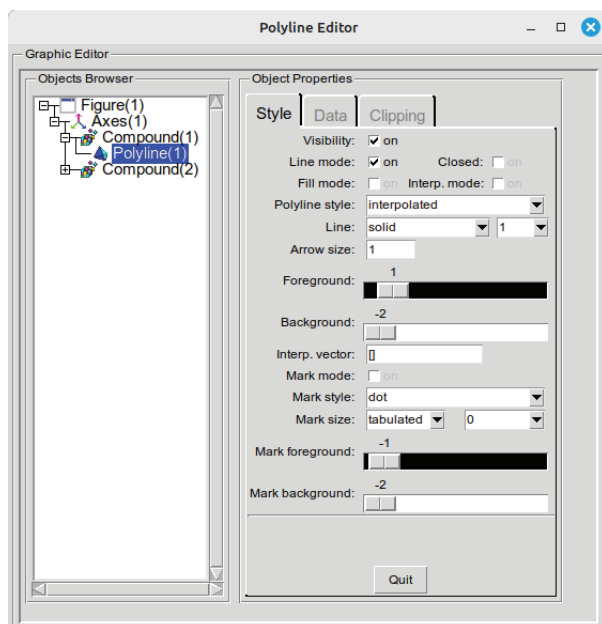 Polyline Editor
Graphic Editor
Objects Browser
Figure(1)
Axes(1)
Compound(1)
Polyline(1)
Compound(2)
Object Properties
Style Data Clipping
Visibility: on
Line mode: on Closed: on
Fill mode: on Interp. mode: on
Polyline style: interpolated
Line: solid 1
Arrow size: 1
1
Foreground:
-2
Background:
Interp. vector: []
Mark mode: on
Mark style: dot
Mark size: tabulated 0
-1
Mark foreground:
-2
Mark background:
Quit